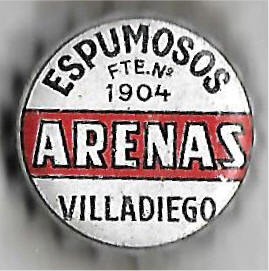 ESPUMOSOS
FTE. Nº
1904
ARENAS
VILLADIEGO